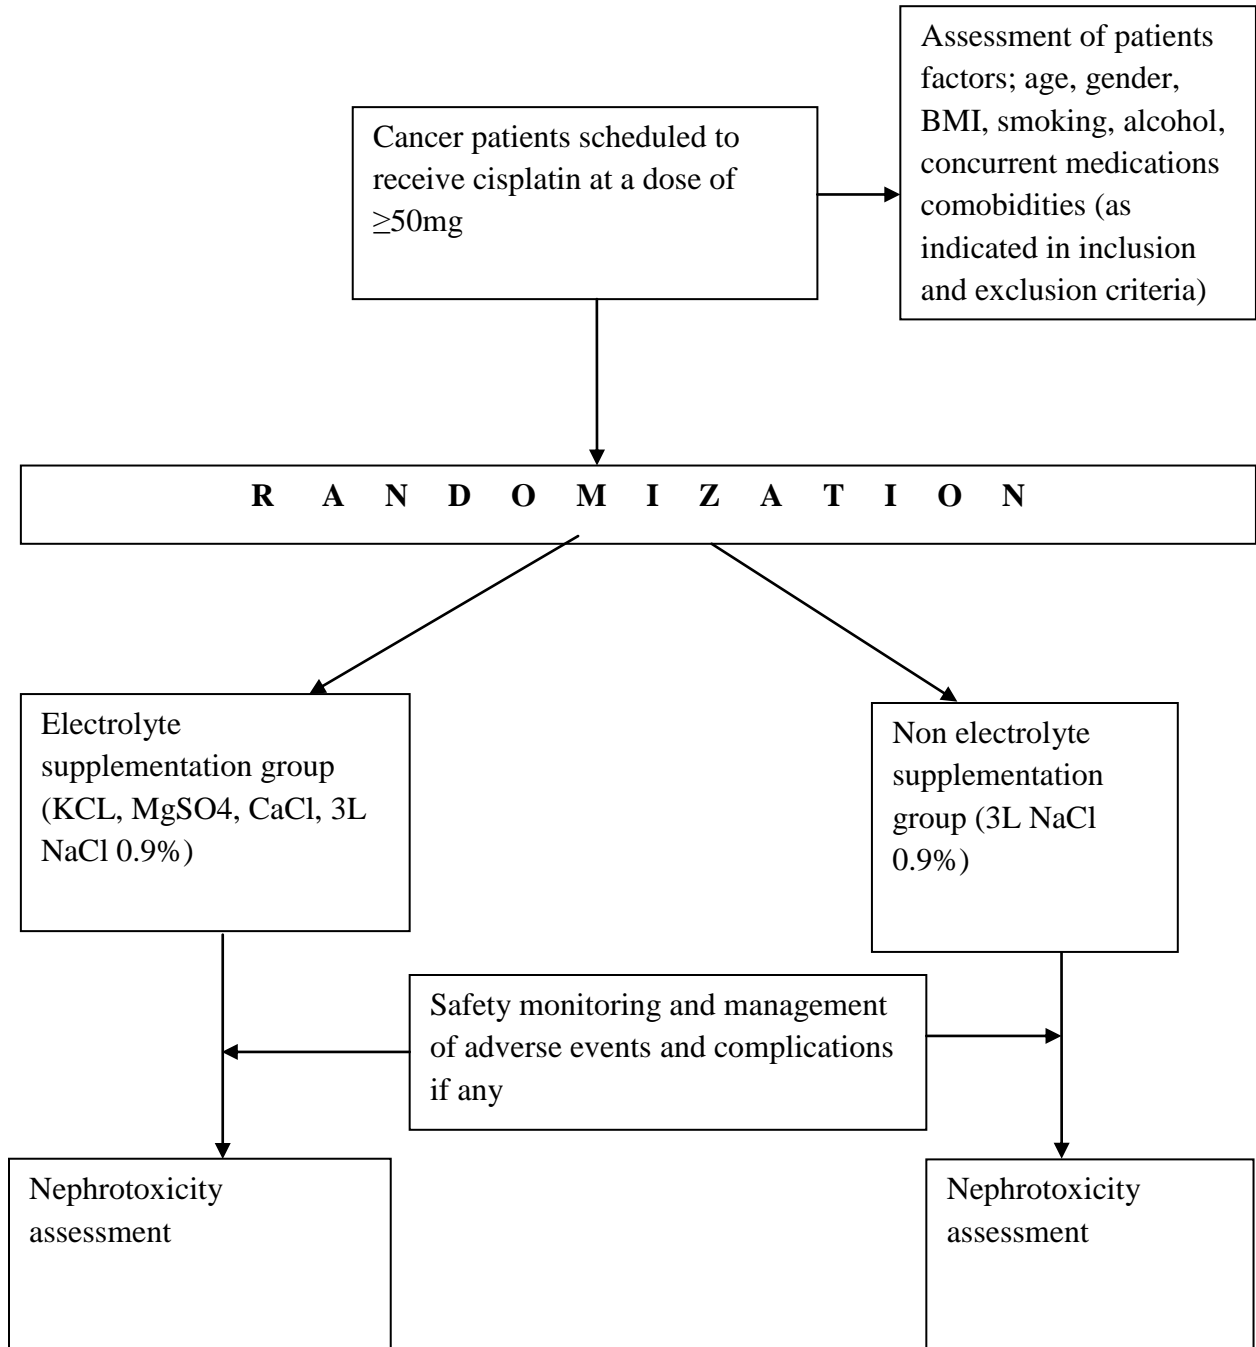 Assessment of patients
factors; age, gender,
BMI, smoking, alcohol,
concurrent medications
comobidities (as
indicated in inclusion
and exclusion criteria)
Cancer patients scheduled to
receive cisplatin at a dose of
≥50mg
R A N D O M I Z A T I O N
Electrolyte
supplementation group
(KCL, MgSO4, CaCl, 3L
NaCl 0.9%)
Non electrolyte
supplementation
group (3L NaCl
0.9%)
Safety monitoring and management
of adverse events and complications
if any
Nephrotoxicity
assessment
Nephrotoxicity
assessment